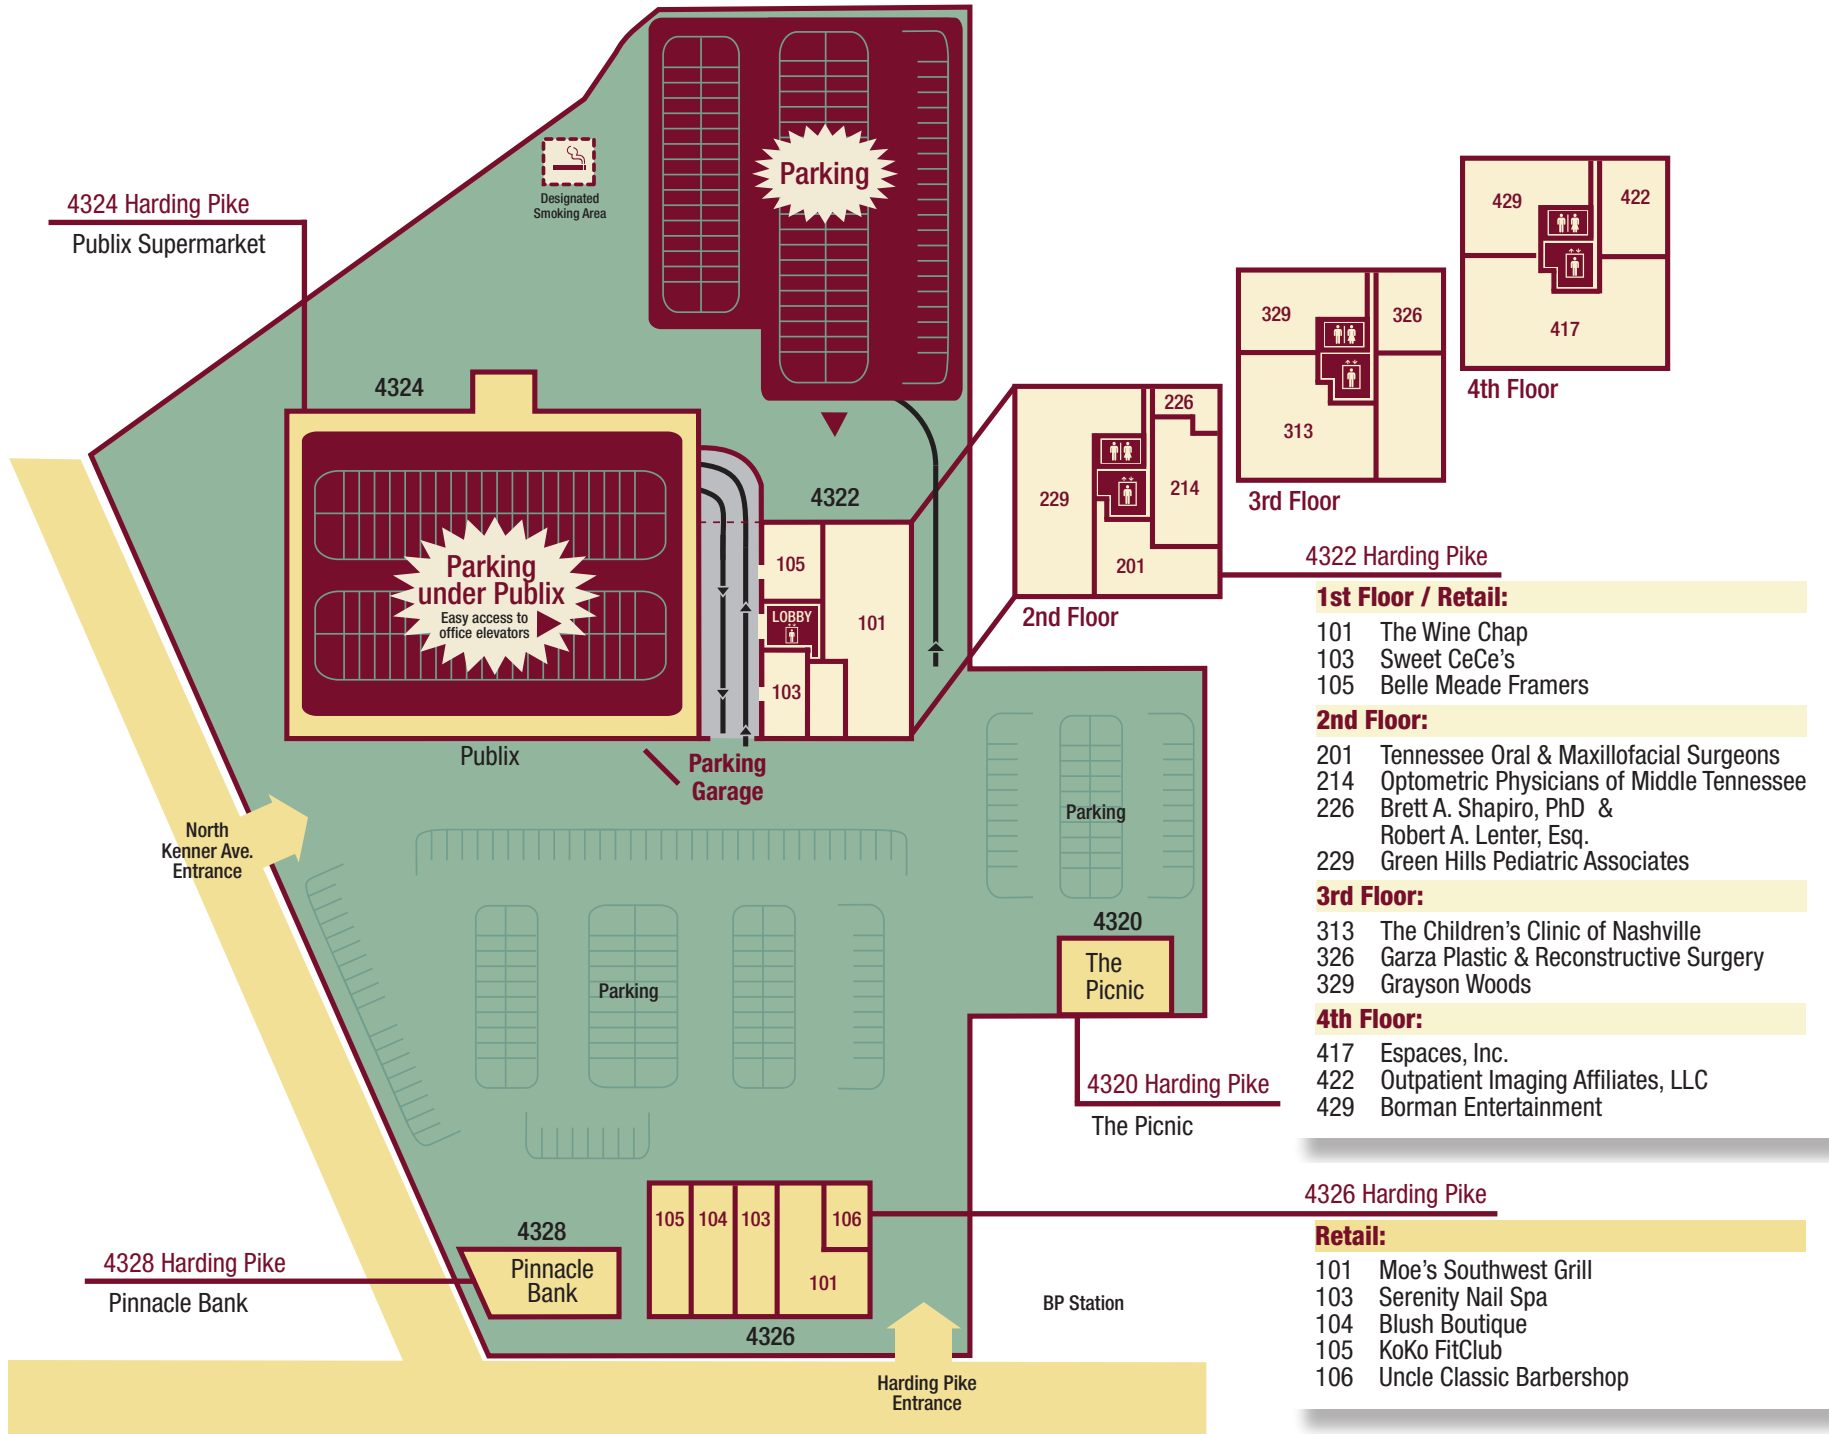 4324 Harding Pike
Publix Supermarket
Designated
Smoking Area
Parking
4324
Parking
under Publix
Easy access to
office elevators
Publix
Parking
Garage
4322
105
LOBBY
101
103
229
226
214
201
2nd Floor
329
326
313
3rd Floor
429
422
417
4th Floor
4322 Harding Pike
1st Floor / Retail:
101 The Wine Chap
103 Sweet CeCe's
105 Belle Meade Framers
2nd Floor:
201 Tennessee Oral & Maxillofacial Surgeons
214 Optometric Physicians of Middle Tennessee
226 Brett A. Shapiro, PhD &
Robert A. Lenter, Esq.
229 Green Hills Pediatric Associates
3rd Floor:
313 The Children's Clinic of Nashville
326 Garza Plastic & Reconstructive Surgery
329 Grayson Woods
4th Floor:
417 Espaces, Inc.
422 Outpatient Imaging Affiliates, LLC
429 Borman Entertainment
North
Kenner Ave.
Entrance
Parking
Parking
4320
The
Picnic
4320 Harding Pike
The Picnic
4328 Harding Pike
Pinnacle Bank
4328
Pinnacle
Bank
105
104
103
106
101
4326
BP Station
Harding Pike
Entrance
4326 Harding Pike
Retail:
101 Moe's Southwest Grill
103 Serenity Nail Spa
104 Blush Boutique
105 KoKo FitClub
106 Uncle Classic Barbershop